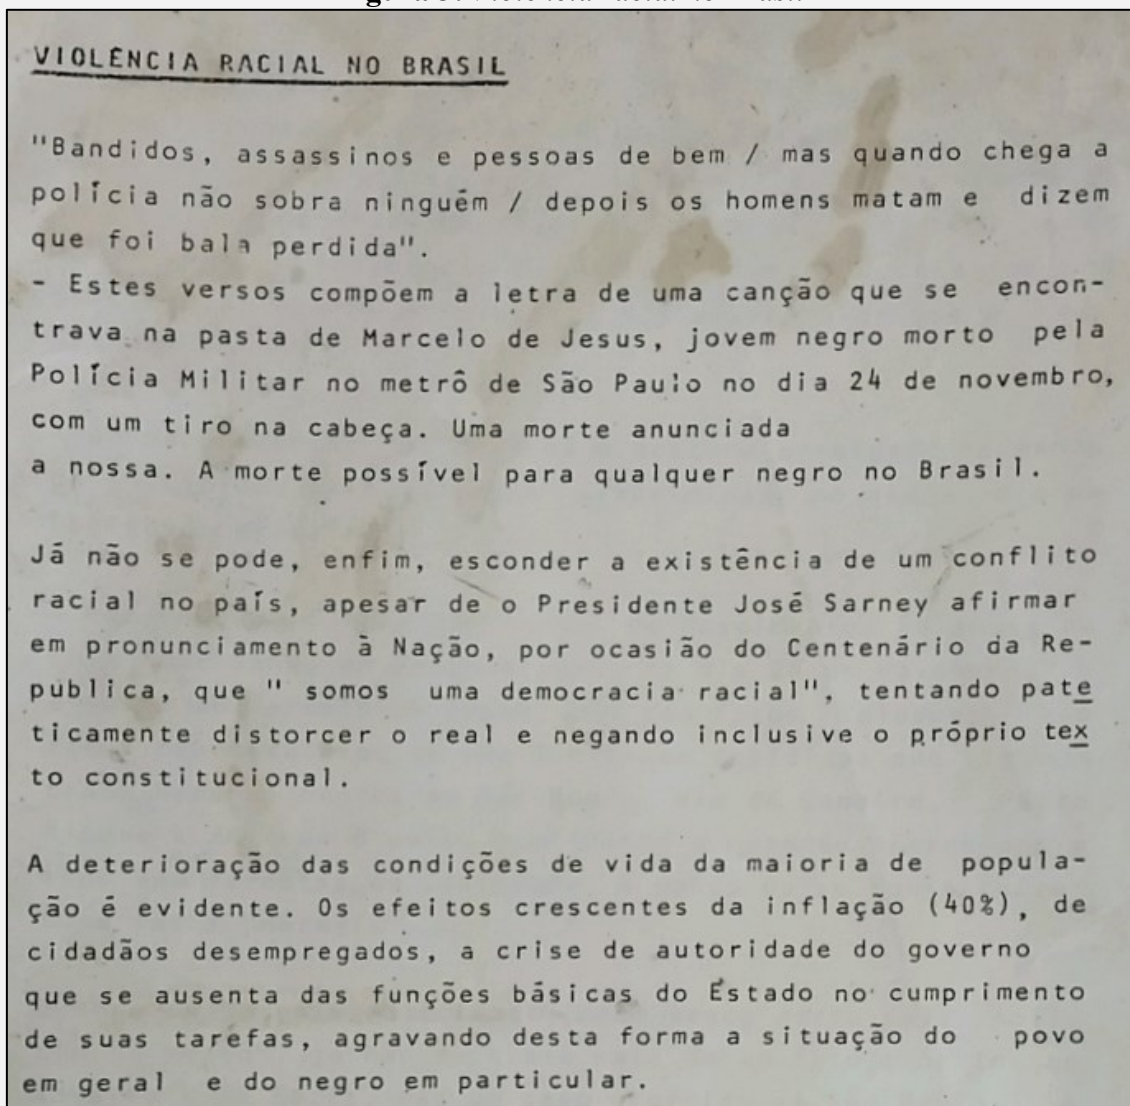 VIOLÊNCIA RACIAL NO BRASIL
"Bandidos, assassinos e pessoas de bem / mas quando chega a
polícia não sobra ninguém / depois os homens matam e dizem
que foi bala perdida".
- Estes versos compõem a letra de uma canção que se encon-
trava na pasta de Marcelo de Jesus, jovem negro morto pela
Polícia Militar no metrô de São Paulo no dia 24 de novembro,
com um tiro na cabeça. Uma morte anunciada
a nossa. A morte possível para qualquer negro no Brasil.
Já não se pode, enfim, esconder a existência de um conflito
racial no país, apesar de o Presidente José Sarney afirmar
em pronunciamento à Nação, por ocasião do Centenário da Re-
publica, que " somos uma democracia racial", tentando pate
ticamente distorcer o real e negando inclusive o próprio tex
to constitucional.
A deterioração das condições de vida da maioria de popula-
ção é evidente. Os efeitos crescentes da inflação (40%), de
cidadãos desempregados, a crise de autoridade do governo
que se ausenta das funções básicas do Estado no cumprimento
de suas tarefas, agravando desta forma a situação do povo
em geral e do negro em particular.